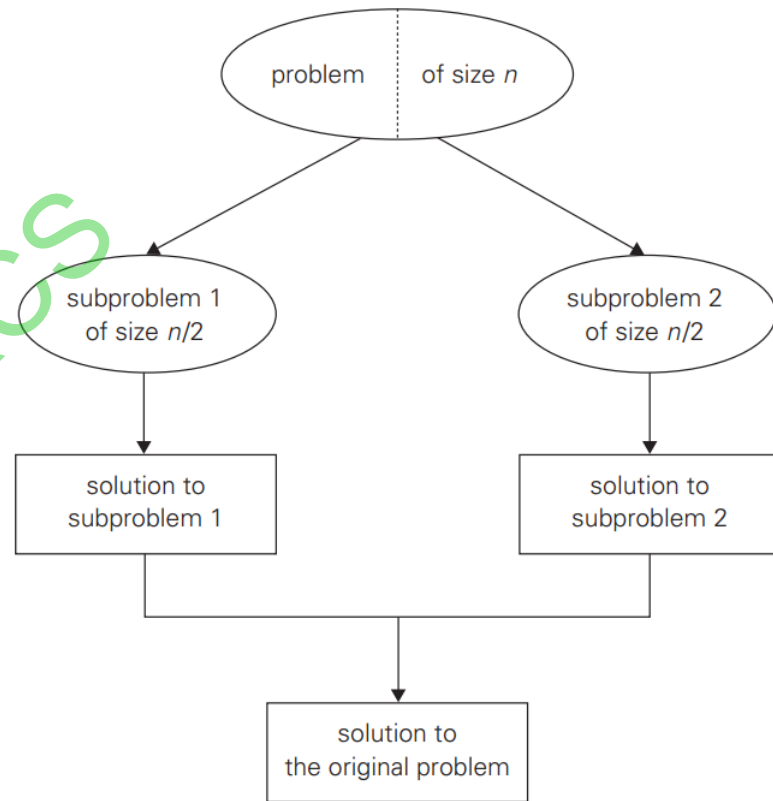 problem of size n
subproblem 1
of size n/2
subproblem 2
of size n/2
solution to
subproblem 1
solution to
subproblem 2
solution to
the original problem